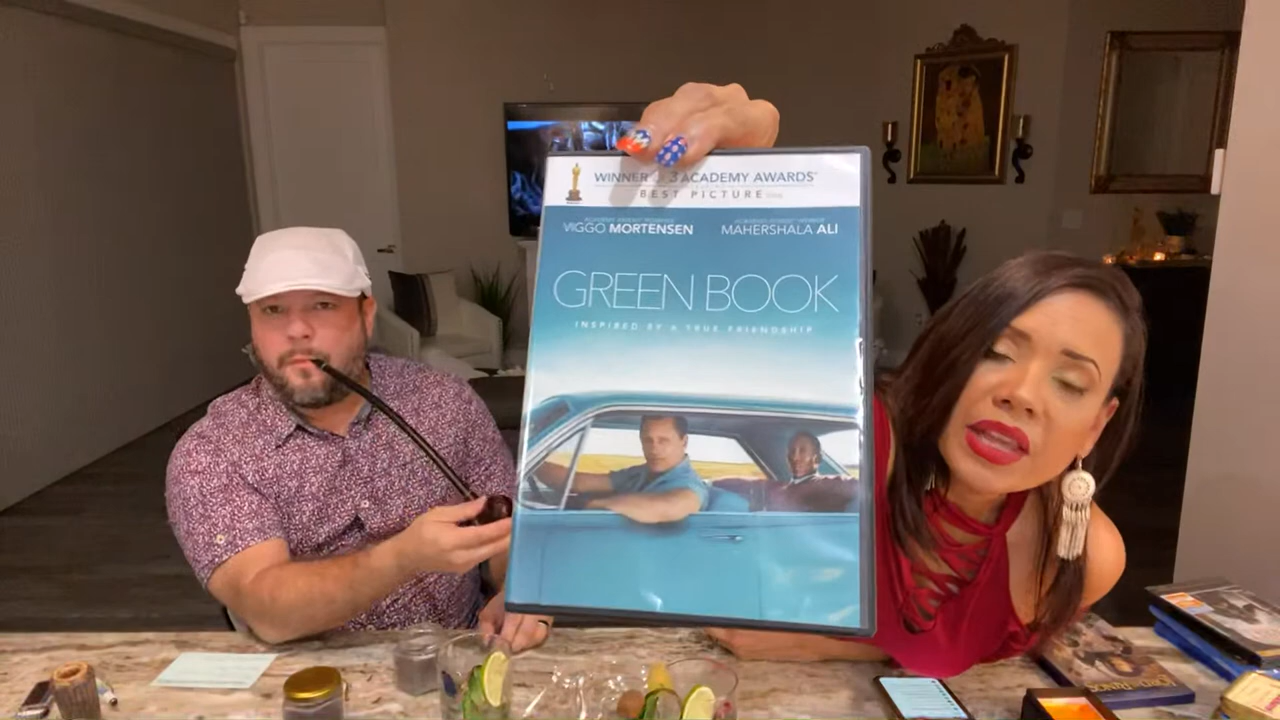 WINNER 3 ACADEMY AWARDS
BEST PICTURE
VIGGO MORTENSEN
MAHERSHALA ALI
GREEN BOOK
INSPIRED BY A TRUE FRIENDSHIP